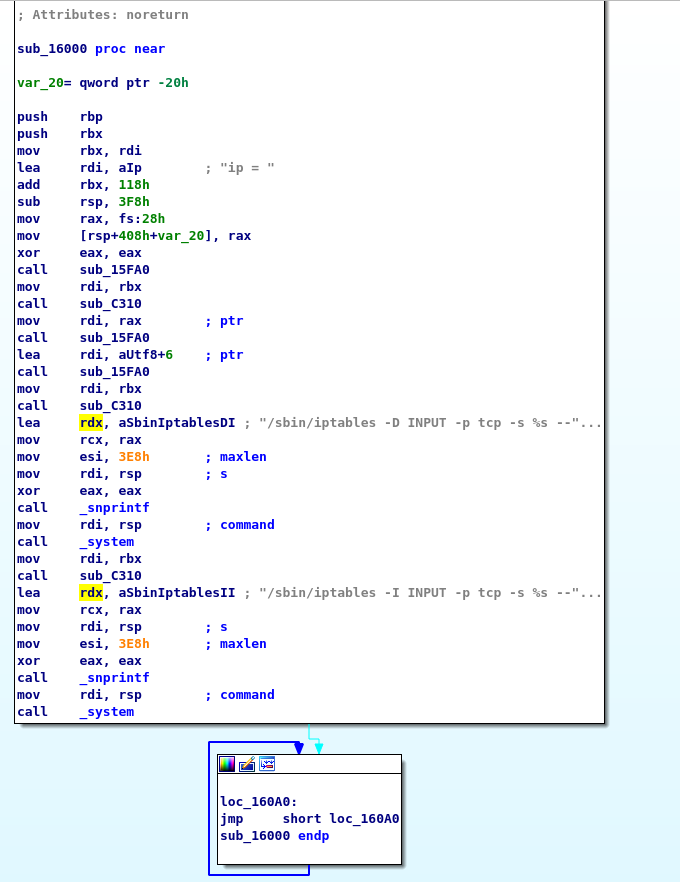 ; Attributes: noreturn
sub_16000 proc near
var_20= qword ptr -20h
push    rbp
push    rbx
mov     rbx, rdi
lea     rdi, aIp        ; "ip = "
add     rbx, 118h
sub     rsp, 3F8h
mov     rax, fs:28h
mov     [rsp+408h+var_20], rax
xor     eax, eax
call    sub_15FA0
mov     rdi, rbx
call    sub_C310
mov     rdi, rax        ; ptr
call    sub_15FA0
lea     rdi, aUtf8+6    ; ptr
call    sub_15FA0
mov     rdi, rbx
call    sub_C310
lea     rdx, aSbinIptablesDI ; "/sbin/iptables -D INPUT -p tcp -s %s --"...
mov     rcx, rax
mov     esi, 3E8h       ; maxlen
mov     rdi, rsp        ; s
xor     eax, eax
call    _snprintf
mov     rdi, rsp        ; command
call    _system
mov     rdi, rbx
call    sub_C310
lea     rdx, aSbinIptablesII ; "/sbin/iptables -I INPUT -p tcp -s %s --"...
mov     rcx, rax
mov     rdi, rsp        ; s
mov     esi, 3E8h       ; maxlen
xor     eax, eax
call    _snprintf
mov     rdi, rsp        ; command
call    _system
loc_160A0:
jmp     short loc_160A0
sub_16000 endp